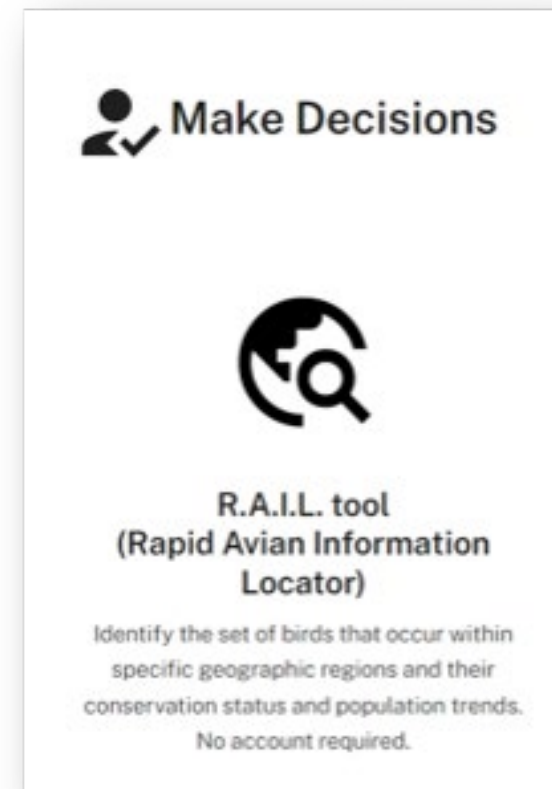 Make Decisions
R.A.I.L. tool
(Rapid Avian Information
Locator)
Identify the set of birds that occur within
specific geographic regions and their
conservation status and population trends.
No account required.